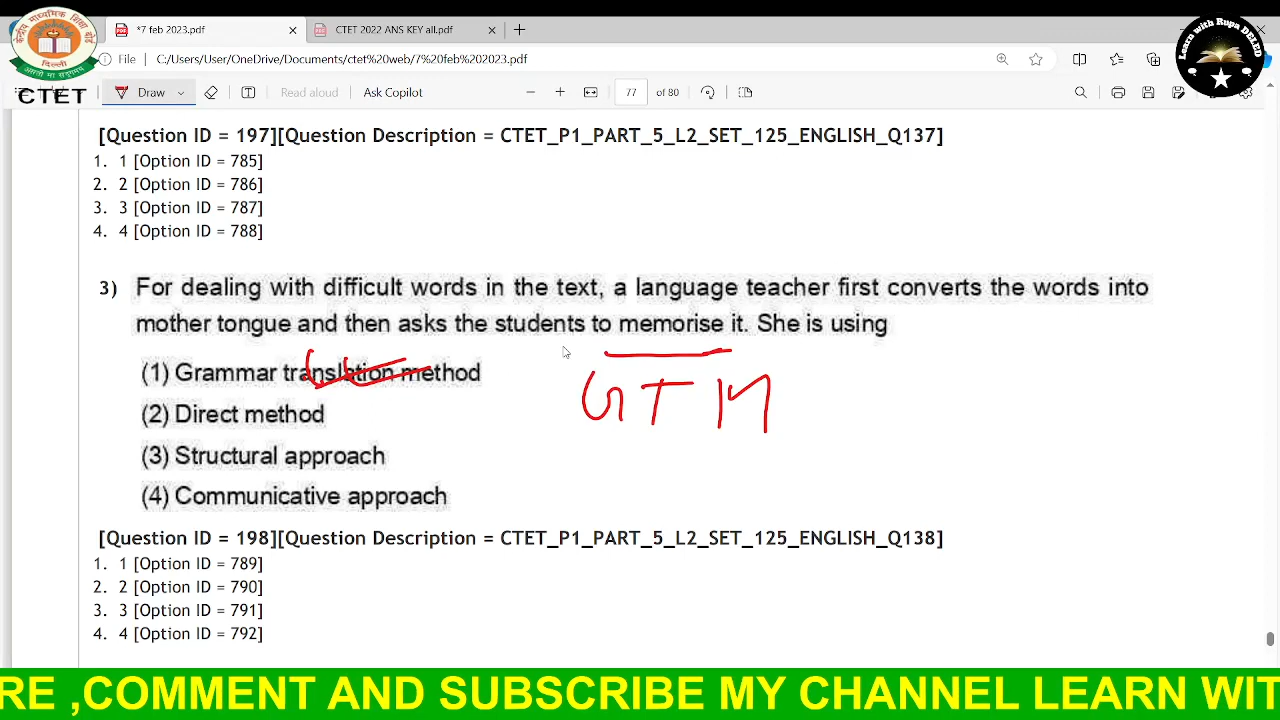 *7 feb 2023.pdf
CTET 2022 ANS KEY all.pdf
File C:/Users/User/OneDrive/Documents/ctet%20web/7%20feb%202023.pdf
CTET
Learn with Rupa DELED
Draw
Read aloud
Ask Copilot
77 of 80
[Question ID = 197][Question Description = CTET_P1_PART_5_L2_SET_125_ENGLISH_Q137]
1. 1 [Option ID = 785]
2. 2 [Option ID = 786]
3. 3 [Option ID = 787]
4. 4 [Option ID = 788]
3) For dealing with difficult words in the text, a language teacher first converts the words into
mother tongue and then asks the students to memorise it. She is using
(1) Grammar translation method
GTM
(2) Direct method
(3) Structural approach
(4) Communicative approach
[Question ID = 198][Question Description = CTET_P1_PART_5_L2_SET_125_ENGLISH_Q138]
1. 1 [Option ID = 789]
2. 2 [Option ID = 790]
3. 3 [Option ID = 791]
4. 4 [Option ID = 792]
RE ,COMMENT AND SUBSCRIBE MY CHANNEL LEARN WIT